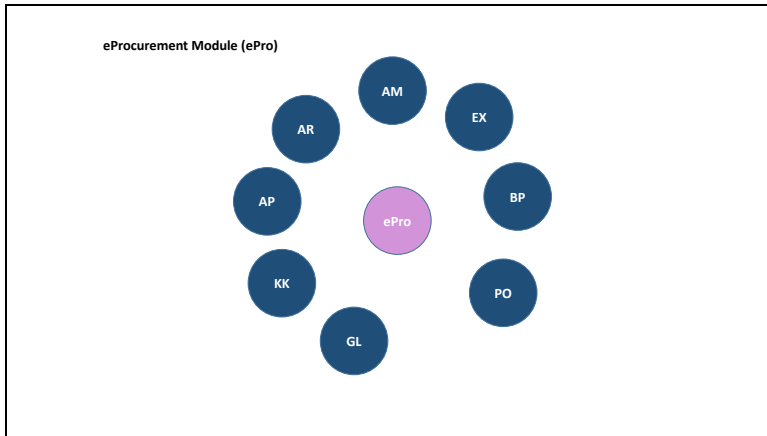 eProcurement Module (ePro)
AM
EX
AR
BP
AP
ePro
KK
PO
GL